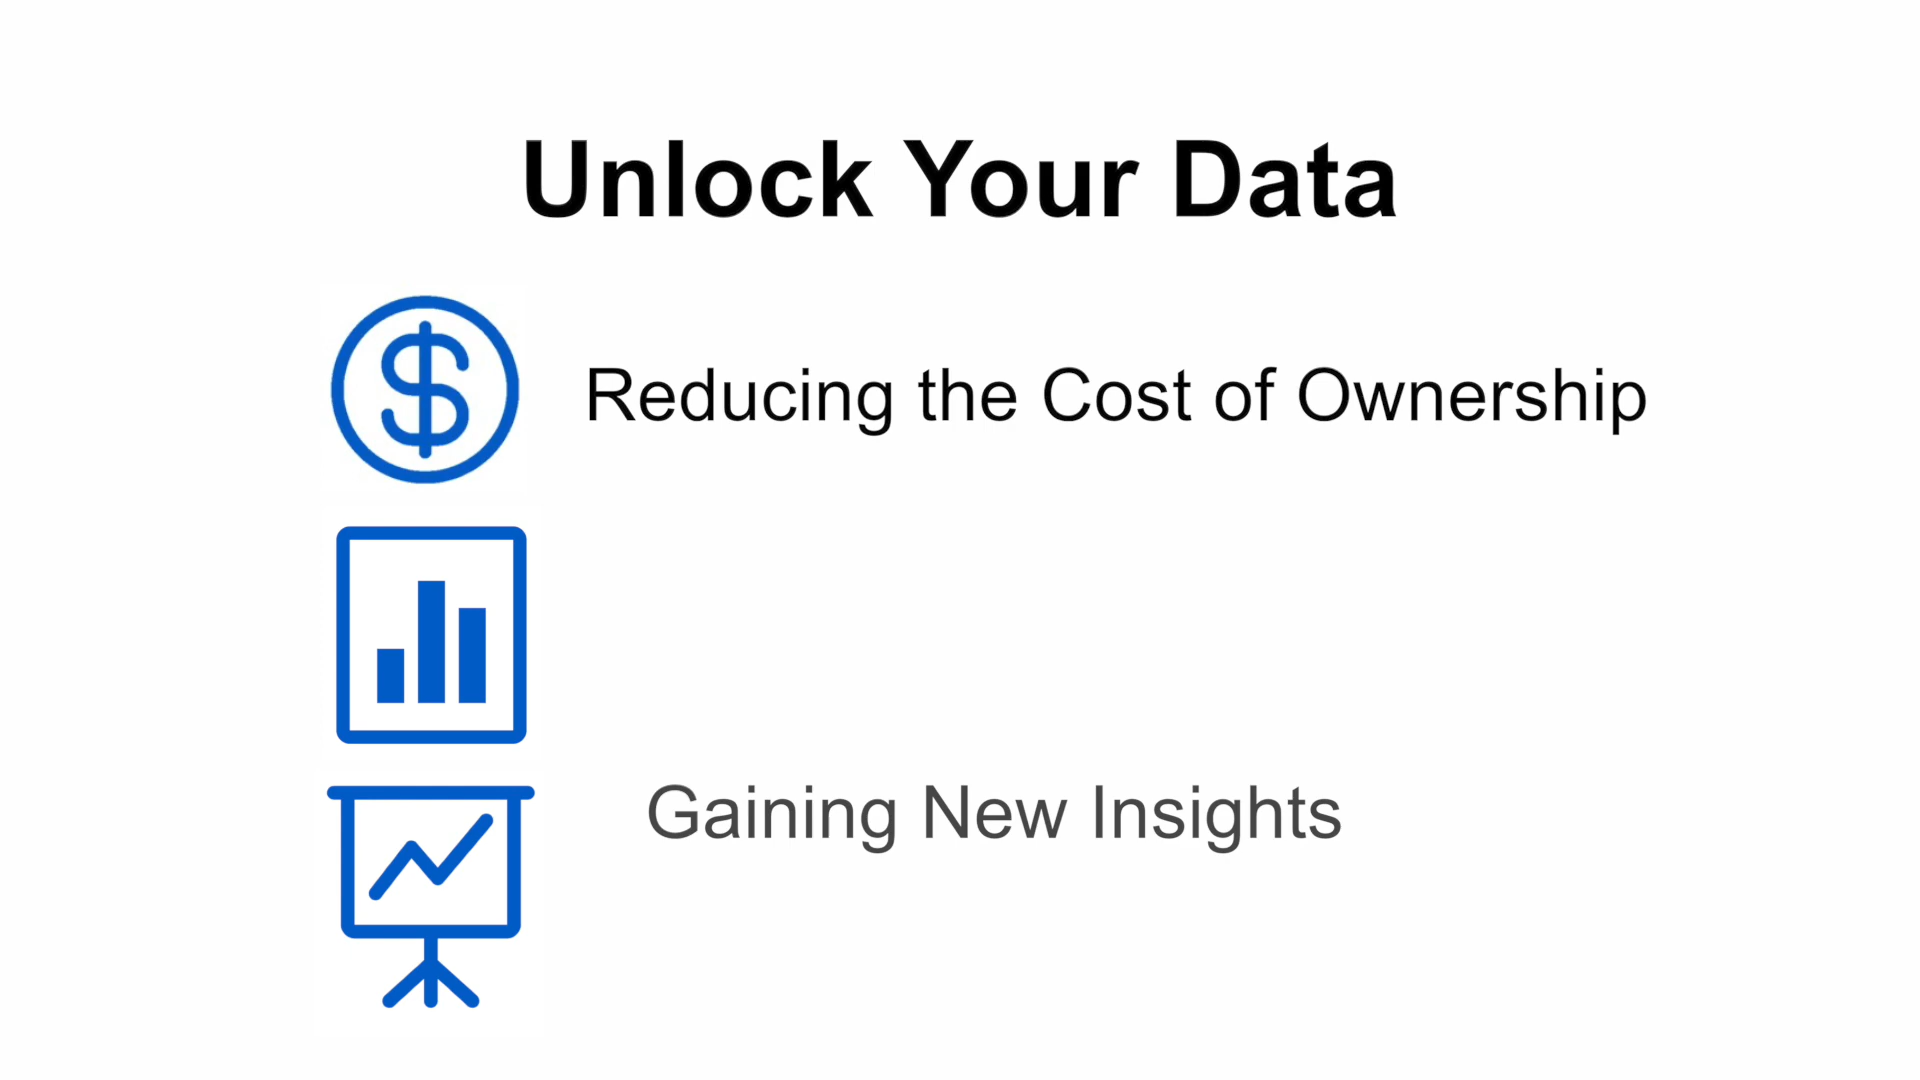 Unlock Your Data
Reducing the Cost of Ownership
Gaining New Insights